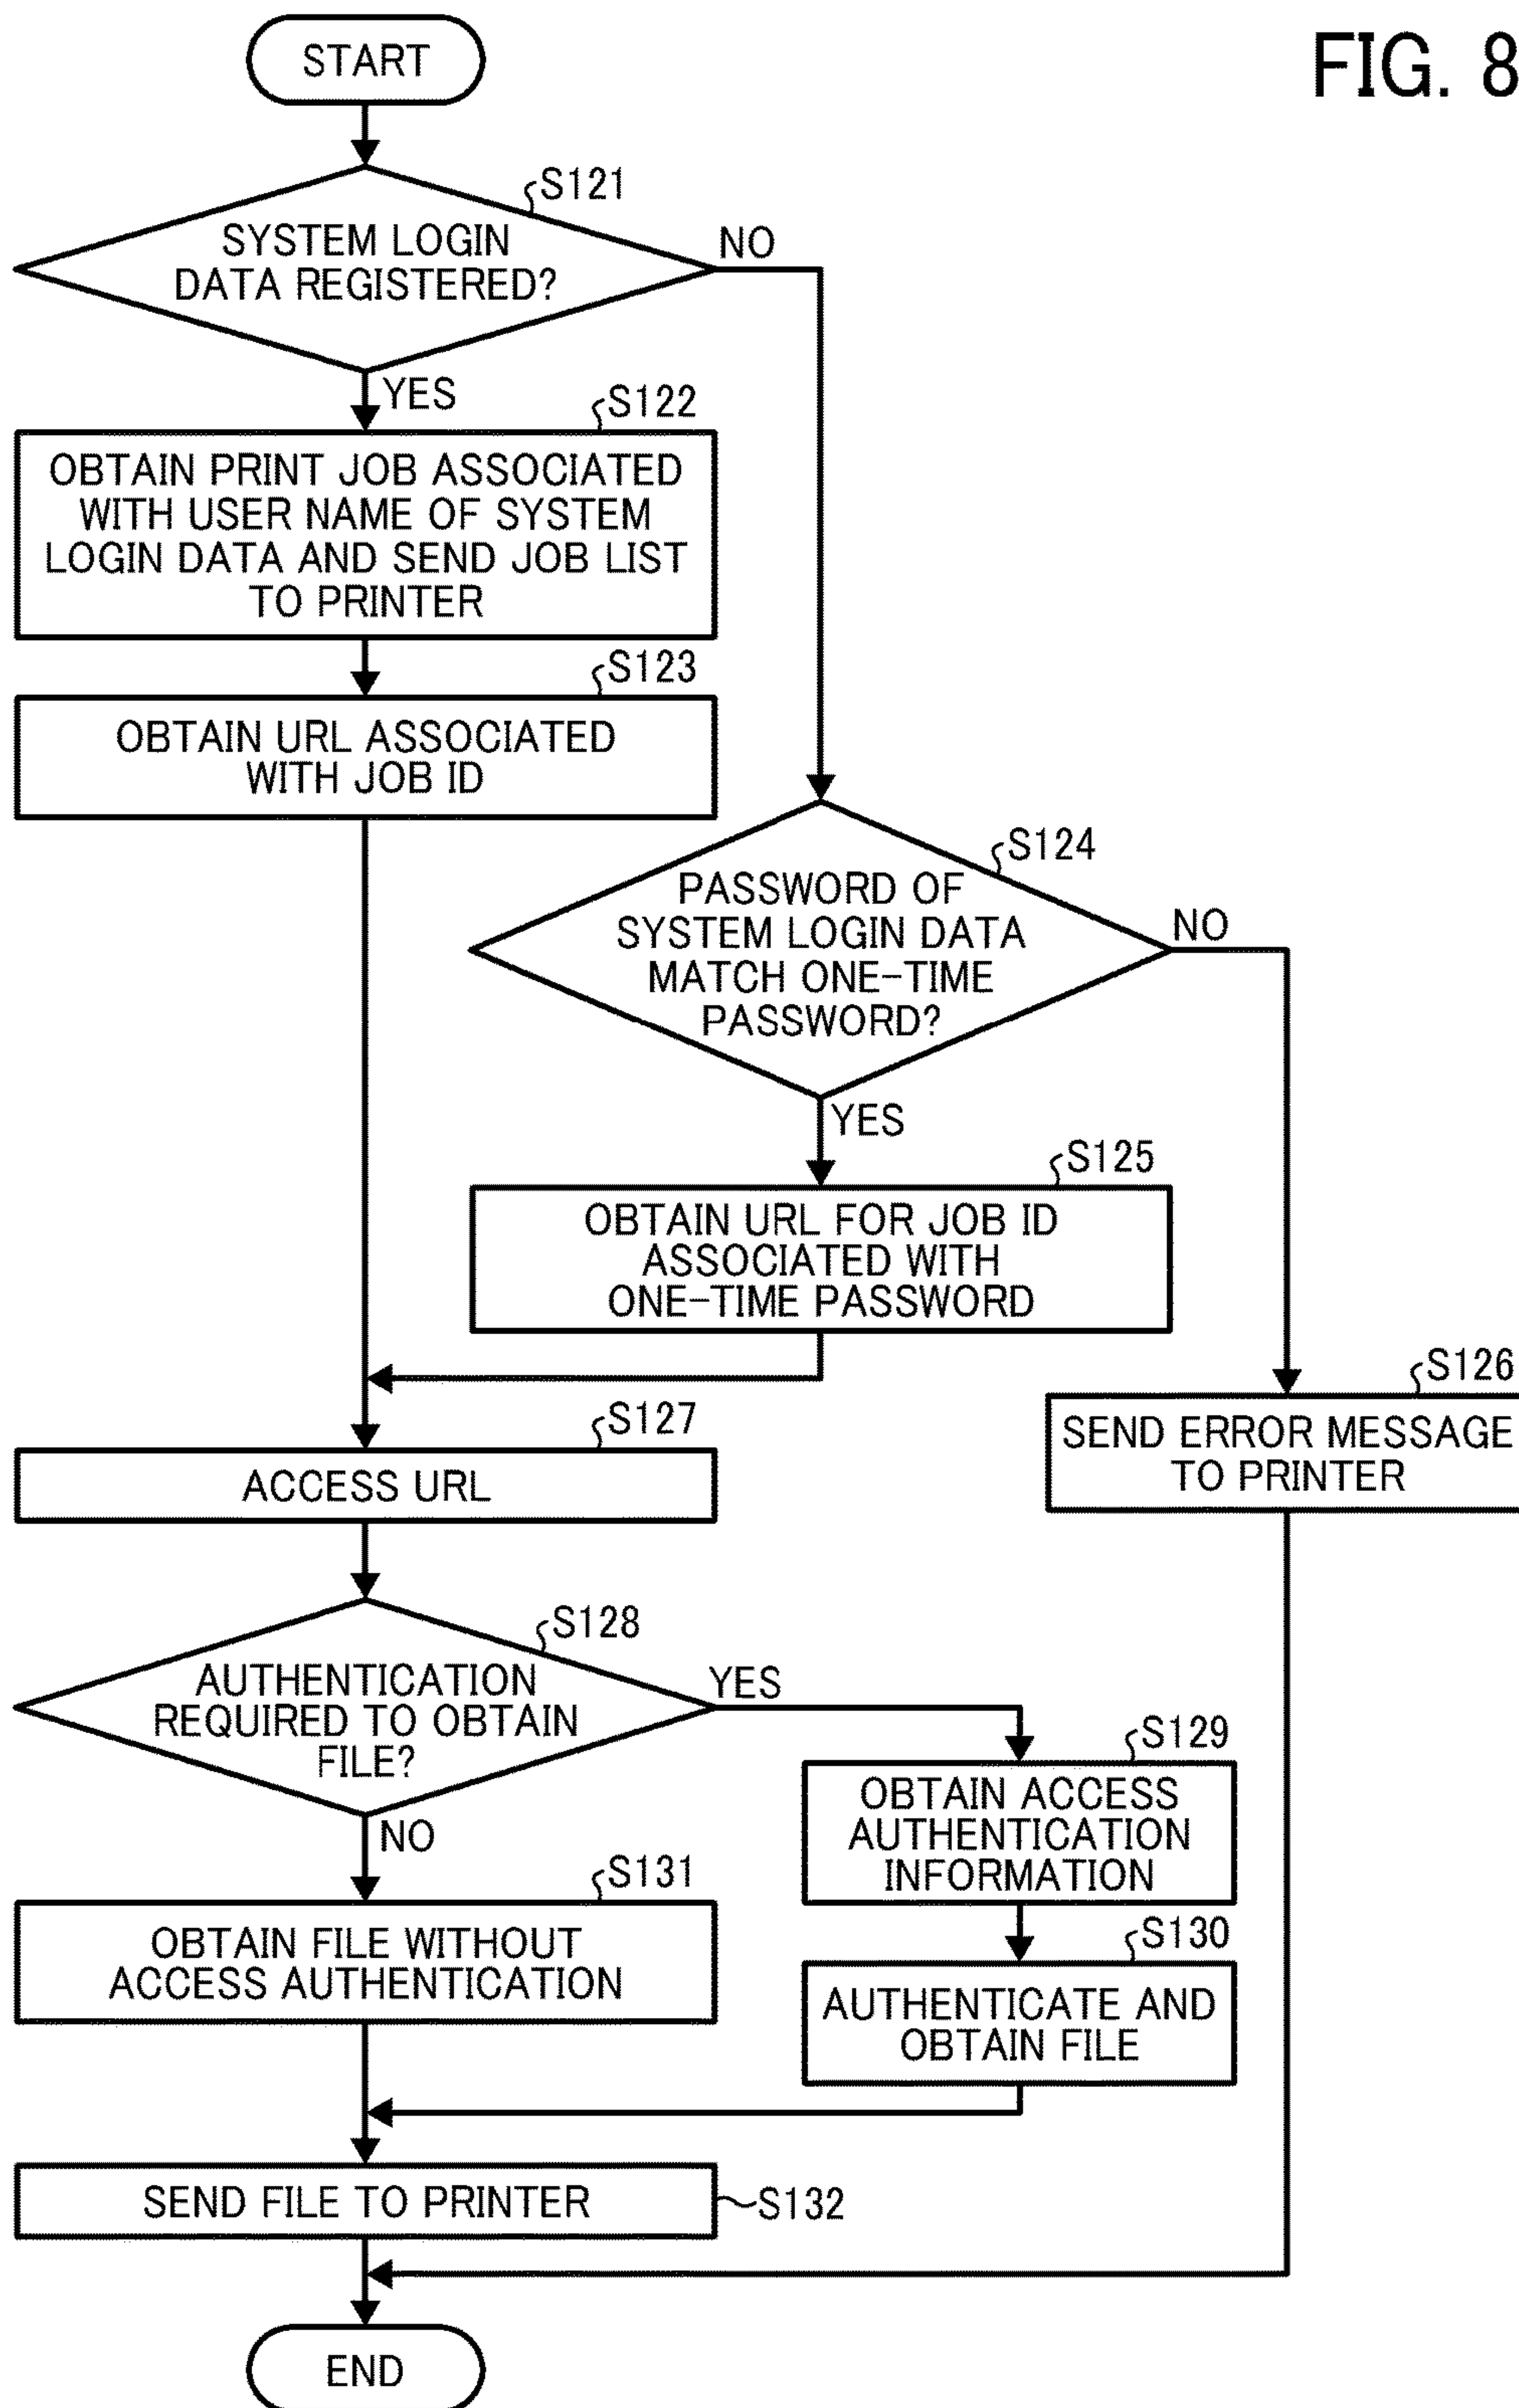 FIG. 8
START
S121
SYSTEM LOGIN
DATA REGISTERED?
NO
YES
S122
OBTAIN PRINT JOB ASSOCIATED
WITH USER NAME OF SYSTEM
LOGIN DATA AND SEND JOB LIST
TO PRINTER
S123
OBTAIN URL ASSOCIATED
WITH JOB ID
S124
PASSWORD OF
SYSTEM LOGIN DATA
MATCH ONE-TIME
PASSWORD?
NO
YES
S125
OBTAIN URL FOR JOB ID
ASSOCIATED WITH
ONE-TIME PASSWORD
S126
SEND ERROR MESSAGE
TO PRINTER
S127
ACCESS URL
S128
AUTHENTICATION
REQUIRED TO OBTAIN
FILE?
YES
NO
S129
OBTAIN ACCESS
AUTHENTICATION
INFORMATION
S130
AUTHENTICATE AND
OBTAIN FILE
S131
OBTAIN FILE WITHOUT
ACCESS AUTHENTICATION
SEND FILE TO PRINTER
S132
END